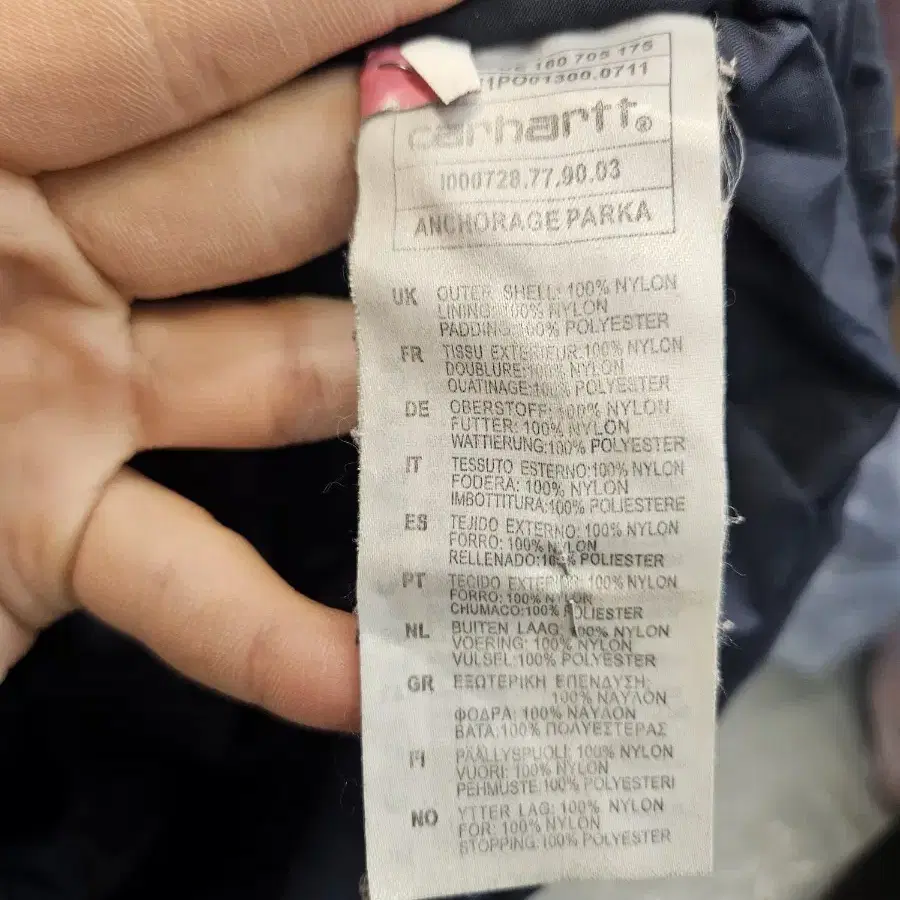 180 705 175
1PO01300.0711
carhartt®
I000728.77.90.03
ANCHORAGE PARKA
UK OUTER SHELL: 100% NYLON
LINING: 100% NYLON
PADDING: 100% POLYESTER
FR TISSU EXTERIEUR:100% NYLON
DOUBLURE:100% NYLON
OUATINAGE:100% POLYESTER
DE OBERSTOFF: 100% NYLON
FUTTER: 100% NYLON
WATTIERUNG:100% POLYESTER
IT TESSUTO ESTERNO:100% NYLON
FODERA: 100% NYLON
IMBOTTITURA:100% POLIESTERE
ES TEJIDO EXTERNO: 100% NYLON
FORRO: 100% NYLON
RELLENADO:100% POLIESTER
PT TECIDO EXTERIOR: 100% NYLON
FORRO: 100% NYLON
CHUMACO:100% POLIESTER
NL BUITEN LAAG: 100% NYLON
VOERING: 100% NYLON
VULSEL:100% POLYESTER
GR ΕΞΩΤΕΡΙΚΗ ΕΠΕΝΔΥΣΗ:
100% ΝΑΥΛΟΝ
ΦΟΔΡΑ: 100% ΝΑΥΛΟΝ
ΒΑΤΑ:100% ΠΟΛΥΕΣΤΕΡΑΣ
FI PÄÄLLYSPUOLI: 100% NYLON
VUORI: 100% NYLON
PEHMUSTE:100% POLYESTERI
NO YTTER LAG: 100% NYLON
FOR: 100% NYLON
STOPPING: 100% POLYESTER